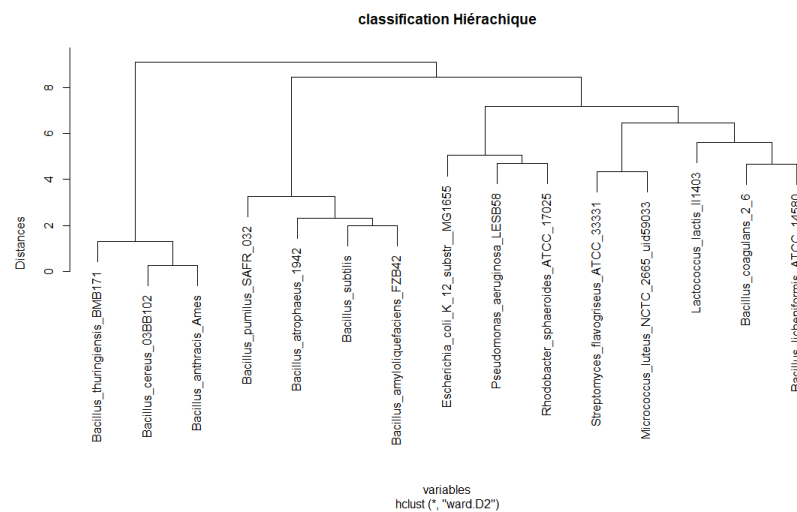 classification Hiérachique
Distances
0
2
4
6
8
Bacillus_thuringiensis_BMB171
Bacillus_cereus_03BB102
Bacillus_anthracis_Ames
Bacillus_pumilus_SAFR_032
Bacillus_atrophaeus_1942
Bacillus_subtilis
Bacillus_amyloliquefaciens_FZB42
Escherichia_coli_K_12_substr__MG1655
Pseudomonas_aeruginosa_LESB58
Rhodobacter_sphaeroides_ATCC_17025
Streptomyces_flavogriseus_ATCC_33331
Micrococcus_luteus_NCTC_2665_uid59033
Lactococcus_lactis_Il1403
Bacillus_coagulans_2_6
Bacillus_licheniformis_ATCC_14580
variables
hclust (*, "ward.D2")